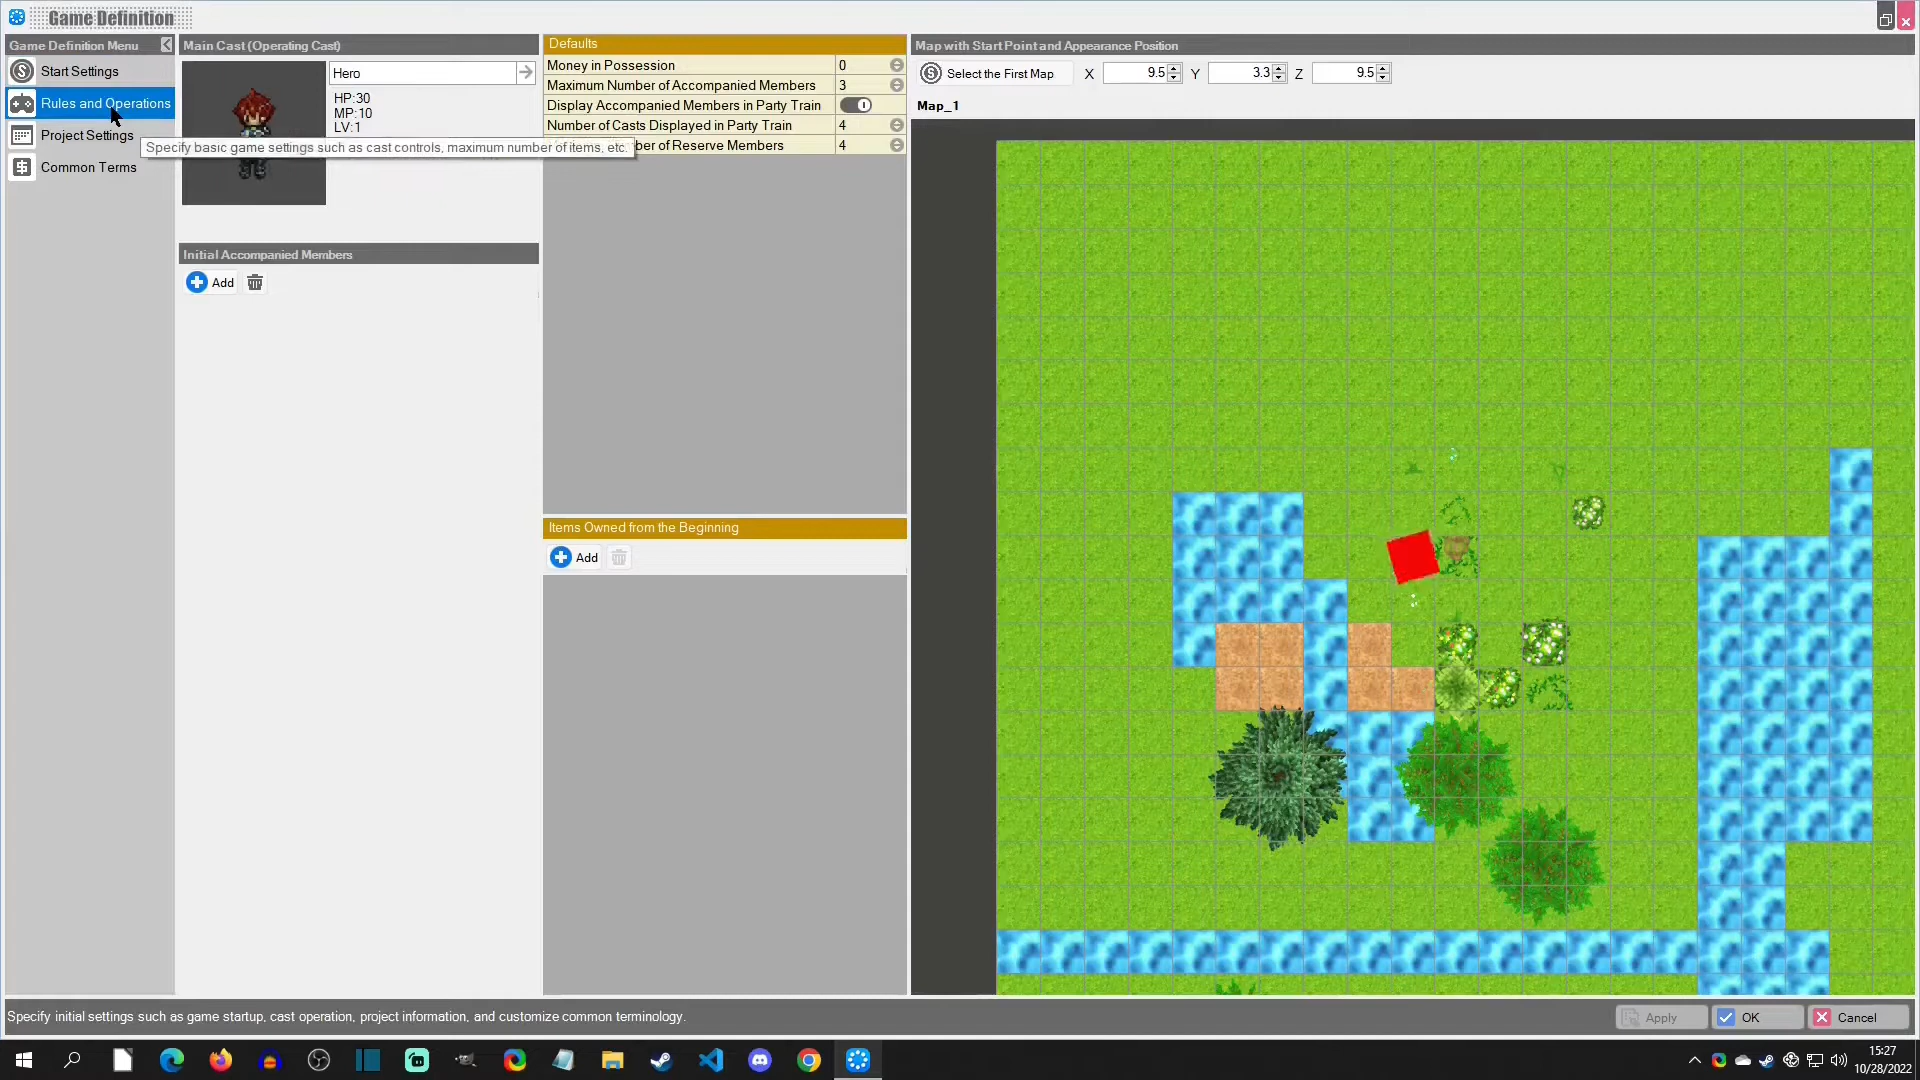 Game Definition
Game Definition Menu
Start Settings
Rules and Operations
Project Settings
Common Terms
Main Cast (Operating Cast)
Hero
HP:30
MP:10
LV:1
Specify basic game settings such as cast controls, maximum number of items, etc.
Initial Accompanied Members
Add
Defaults
Money in Possession 0
Maximum Number of Accompanied Members 3
Display Accompanied Members in Party Train
Number of Casts Displayed in Party Train 4
of Reserve Members 4
Items Owned from the Beginning
Add
Map with Start Point and Appearance Position
Select the First Map X 9.5 Y 3.3 Z 9.5
Map_1
Specify initial settings such as game startup, cast operation, project information, and customize common terminology.
Apply OK Cancel
15:27
10/28/2022